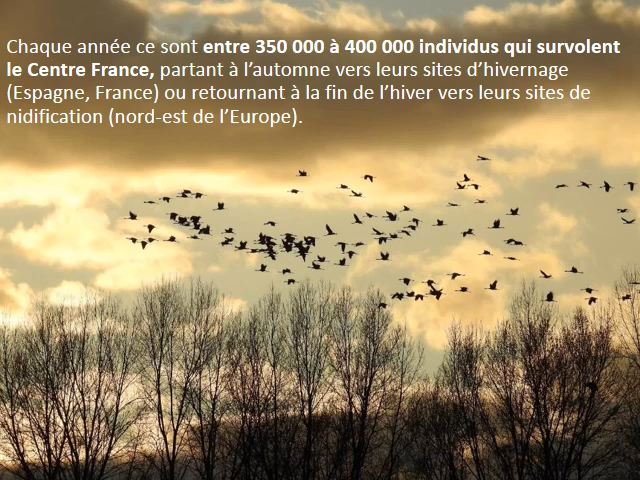 Chaque année ce sont entre 350 000 à 400 000 individus qui survolent
le Centre France, partant à l’automne vers leurs sites d’hivernage
(Espagne, France) ou retournant à la fin de l’hiver vers leurs sites de
nidification (nord-est de l’Europe).